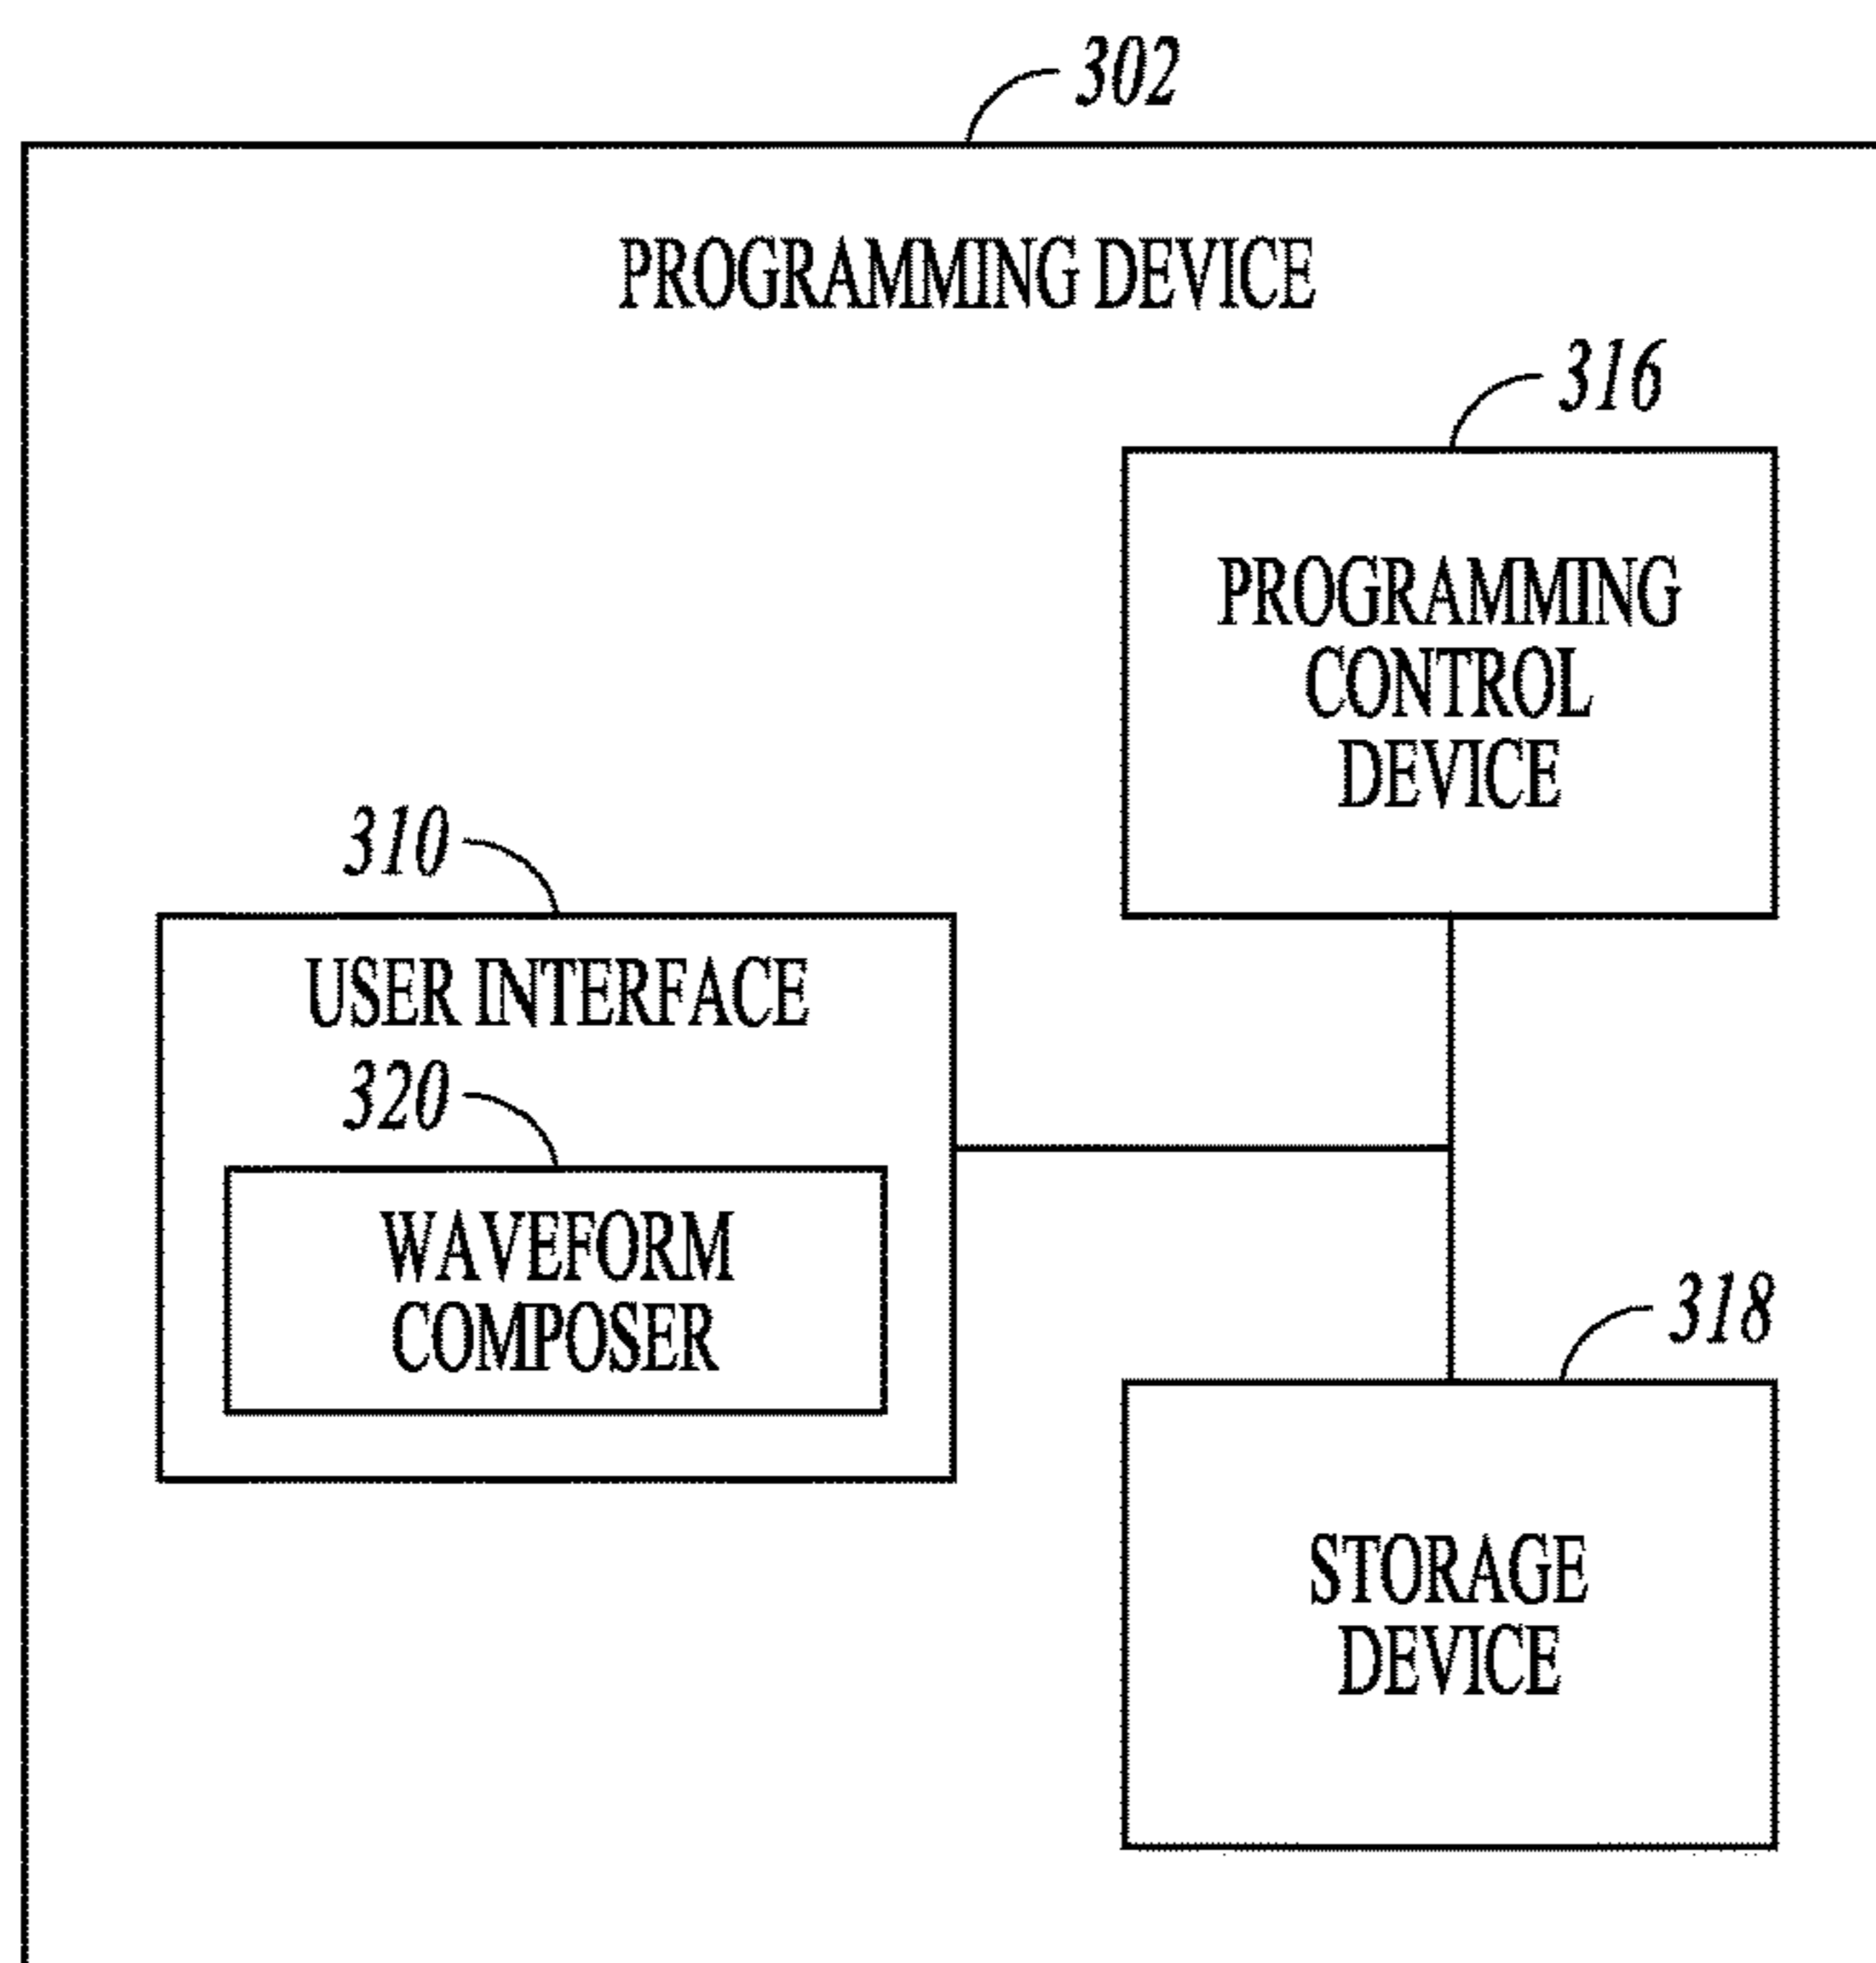 302
PROGRAMMING DEVICE
316
PROGRAMMING
CONTROL
DEVICE
310
USER INTERFACE
320
WAVEFORM
COMPOSER
318
STORAGE
DEVICE